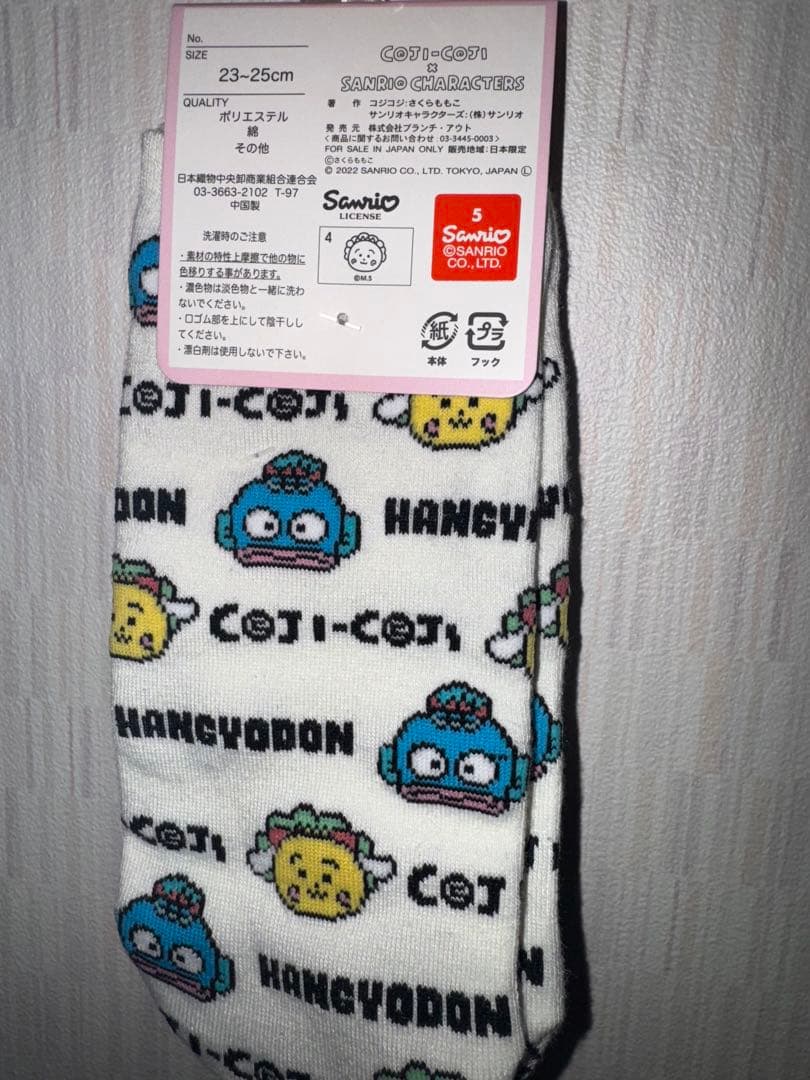 No.
SIZE
23~25cm
QUALITY
ポリエステル
綿
その他
日本織物中央卸商業組合連合会
03-3663-2102 T-97
中国製
洗濯時のご注意
・素材の特性上摩擦で他の物に
色移りする事があります。
・濃色物は淡色物と一緒に洗わ
ないでください。
・口ゴム部を上にして陰干しし
てください。
・漂白剤は使用しないで下さい。
COJI-COJI
×
SANRIO CHARACTERS
著 作 コジコジ:さくらももこ
サンリオキャラクターズ:(株)サンリオ
発 売 元 株式会社ブランチ・アウト
〈商品に関するお問い合わせ:03-3445-0003〉
FOR SALE IN JAPAN ONLY 販売地域:日本限定
©さくらももこ
© 2022 SANRIO CO., LTD. TOKYO, JAPAN Ⓛ
Sanrio
LICENSE
4
©M.S
5
Sanrio
©SANRIO
CO., LTD.
紙
本体
プラ
フック
COJI-COJI
DON
HANGY
COJI-COJI
HANGYODON
-COJI
COJ
HANGYODON
I-COJI